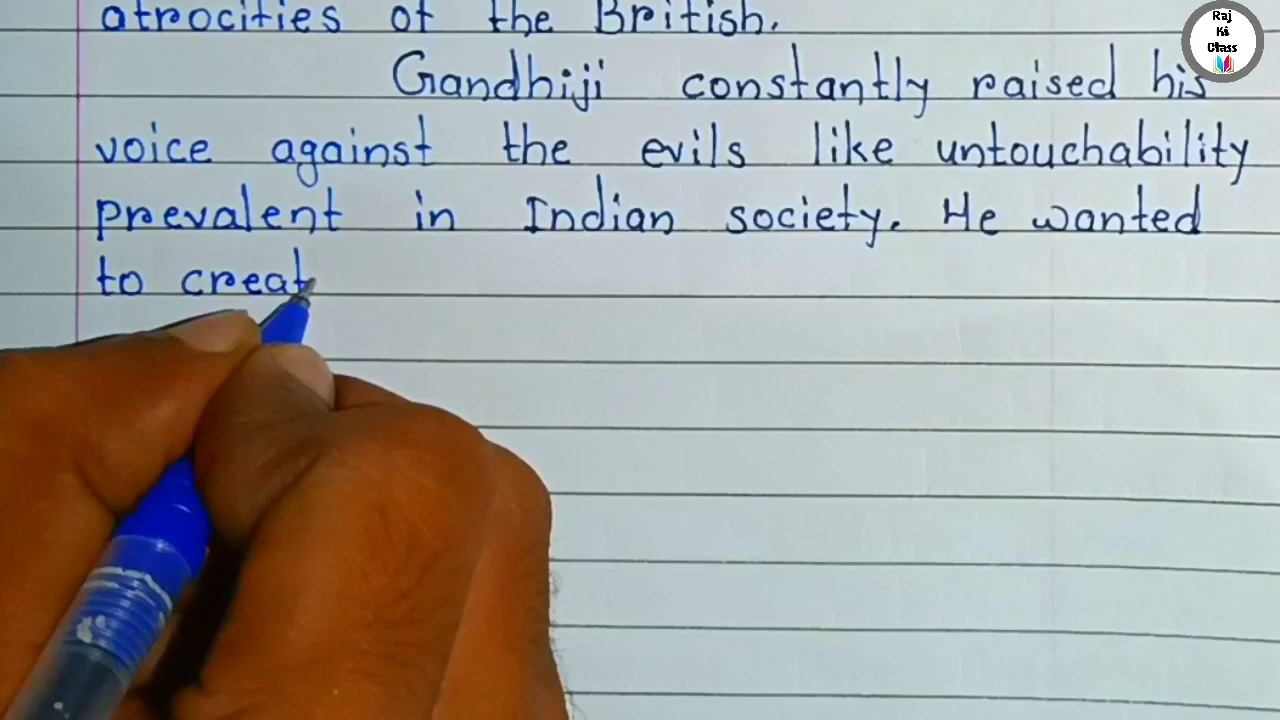 atrocities of the British.
Gandhiji constantly raised his
voice against the evils like untouchability
prevalent in Indian society. He wanted
to creat
Raj
Ki
Class